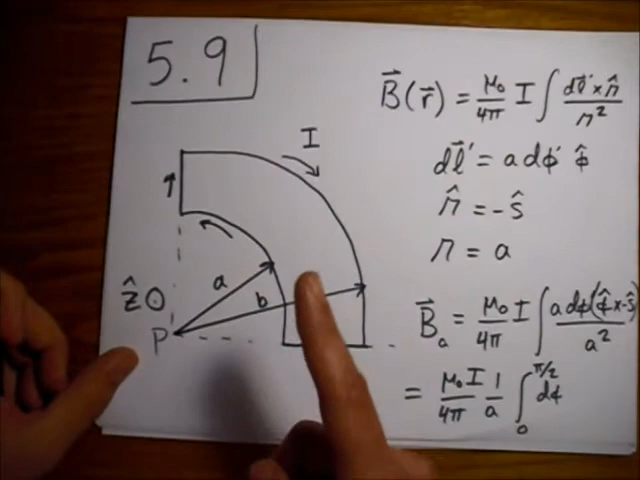 5.9
B⃗(r⃗) = μ₀/4π I ∫ dl⃗' × r̂ / r²
dl⃗' = a dϕ' ϕ̂
r̂ = -ŝ
r = a
B⃗ₐ = μ₀/4π I ∫ a dϕ (ϕ̂ × -ŝ) / a²
= μ₀I/4π 1/a ∫₀^π/2 dϕ
I
a
b
ẑ ⊙
P